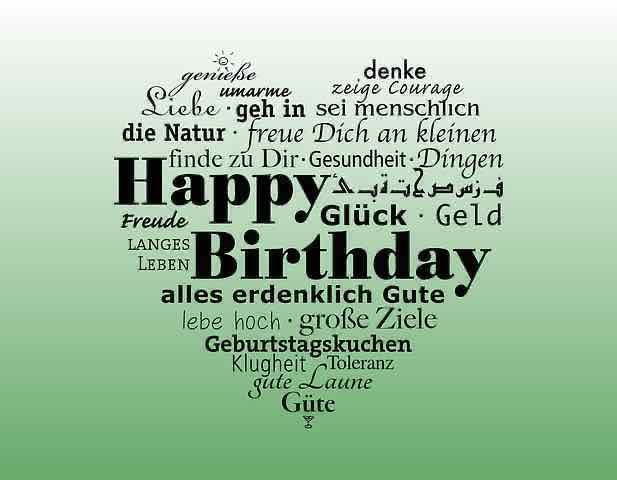 genieße denke
umarme zeige Courage
Liebe · geh in sei menschlich
die Natur · freue Dich an kleinen
finde zu Dir · Gesundheit · Dingen
Happy
Freude Glück · Geld
LANGES
LEBEN Birthday
alles erdenklich Gute
lebe hoch · große Ziele
Geburtstagskuchen
Klugheit Toleranz
gute Laune
Güte